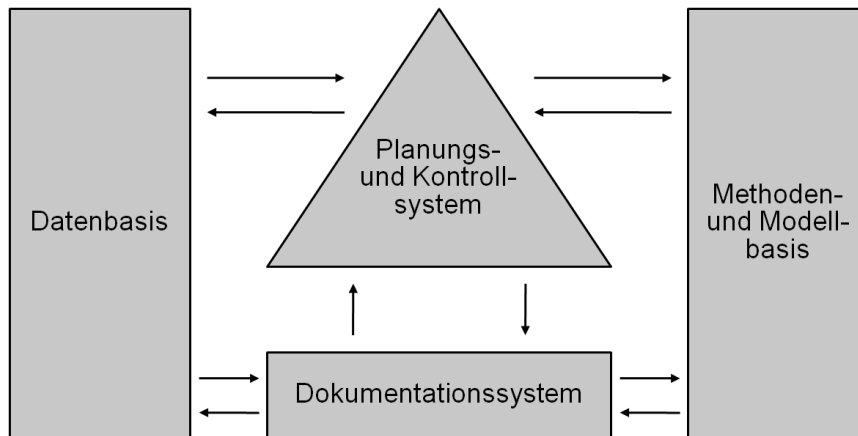 Planungs-
und Kontroll-
system
Datenbasis
Methoden-
und Modell-
basis
Dokumentationssystem